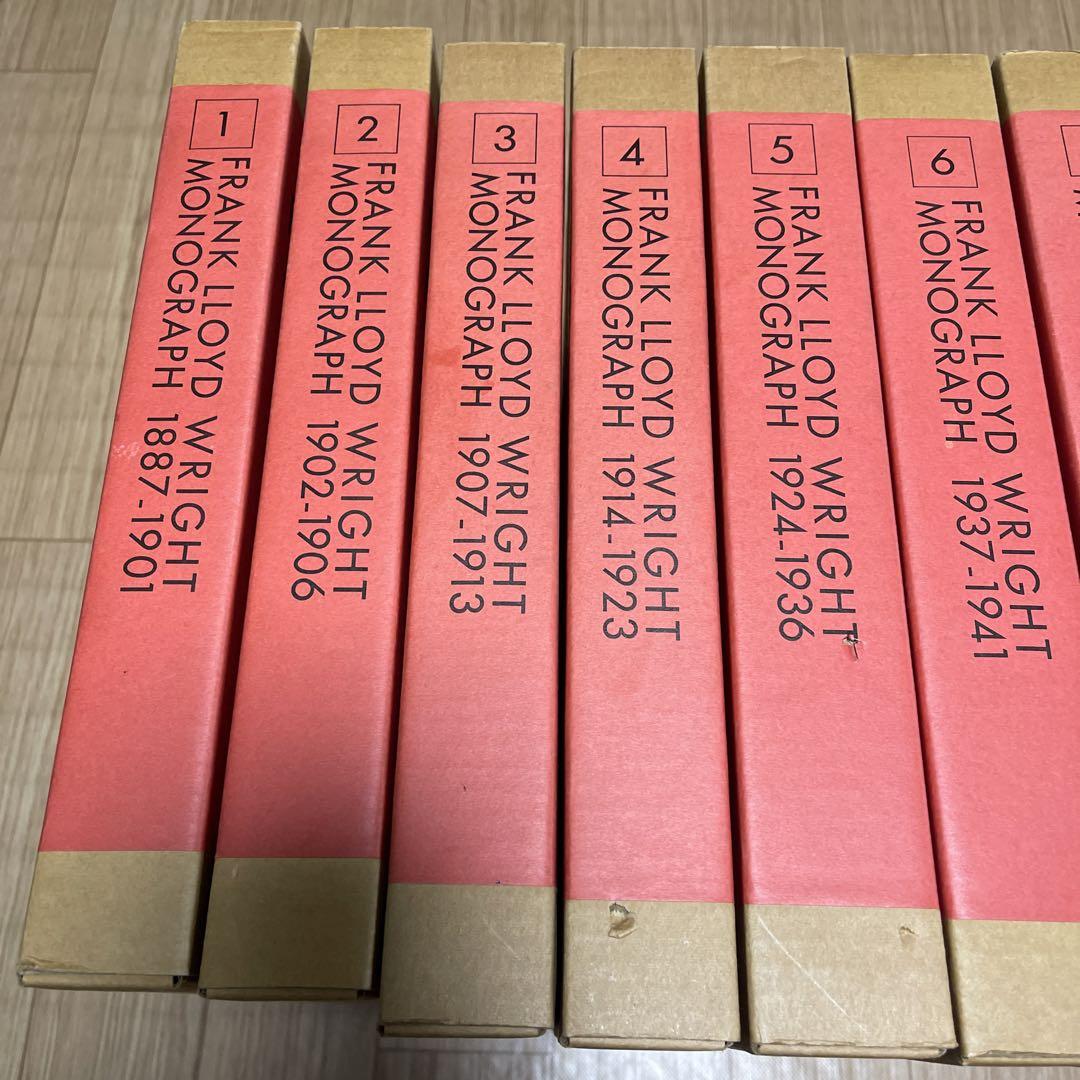 1
FRANK LLOYD WRIGHT
MONOGRAPH 1887-1901
2
FRANK LLOYD WRIGHT
MONOGRAPH 1902-1906
3
FRANK LLOYD WRIGHT
MONOGRAPH 1907-1913
4
FRANK LLOYD WRIGHT
MONOGRAPH 1914-1923
5
FRANK LLOYD WRIGHT
MONOGRAPH 1924-1936
6
FRANK LLOYD WRIGHT
MONOGRAPH 1937-1941